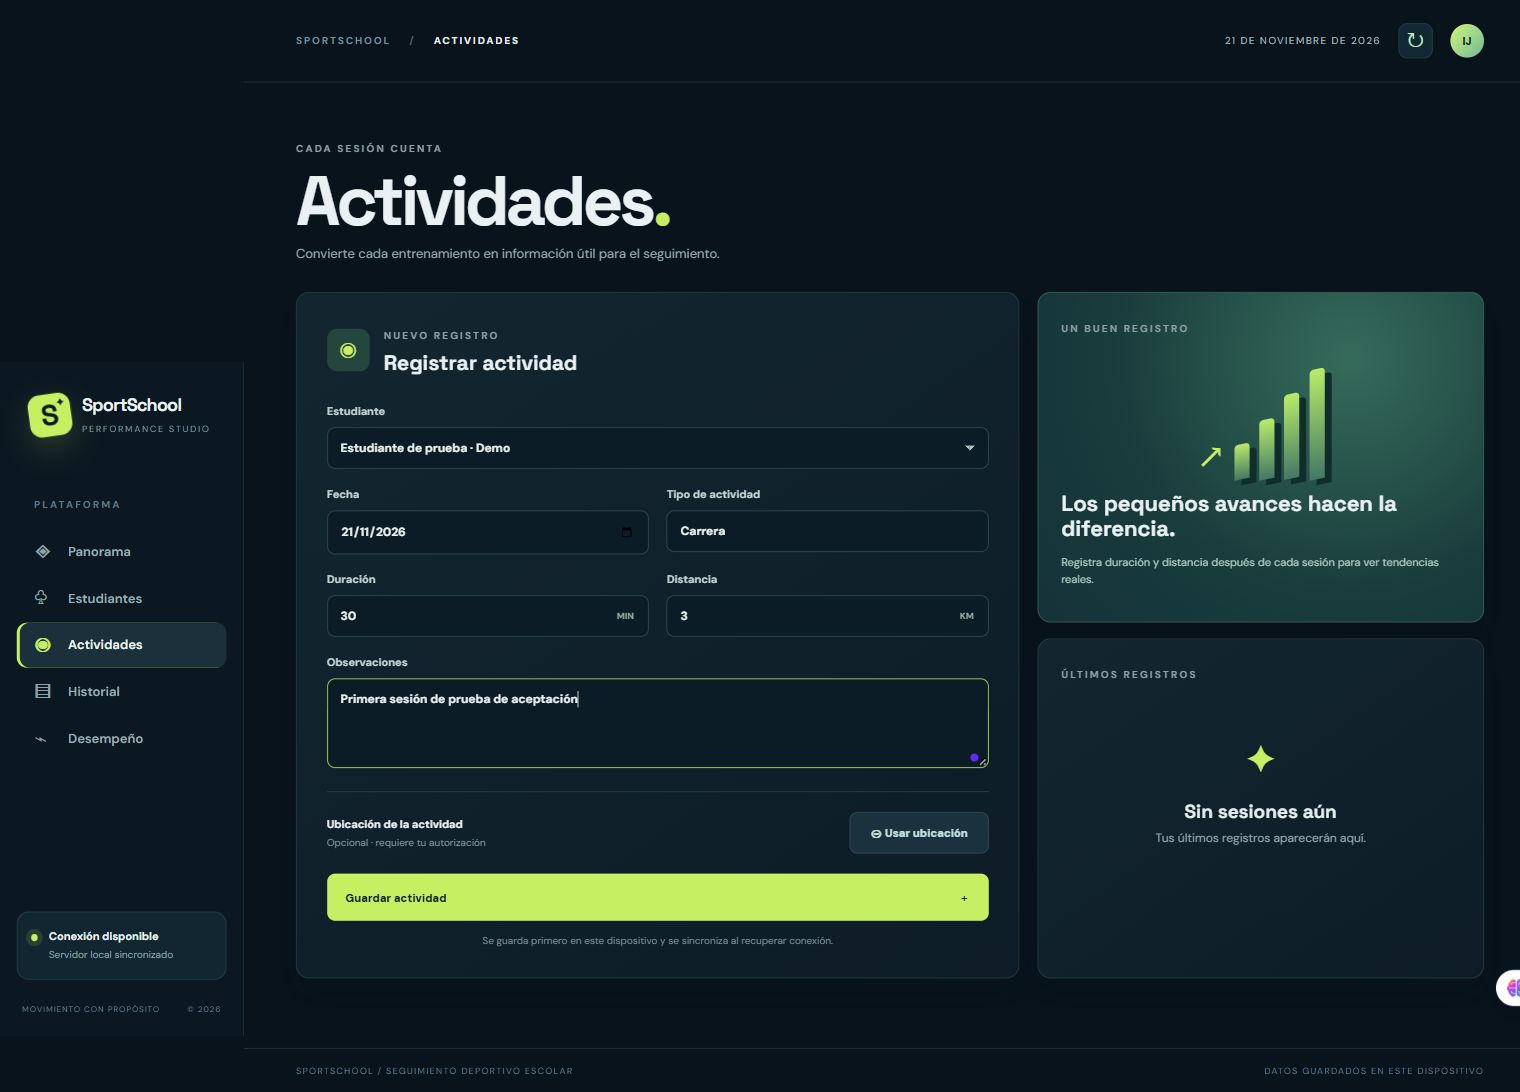 SPORTSCHOOL / ACTIVIDADES
21 DE NOVIEMBRE DE 2026
IJ
S
SportSchool
PERFORMANCE STUDIO
PLATAFORMA
Panorama
Estudiantes
Actividades
Historial
Desempeño
Conexión disponible
Servidor local sincronizado
MOVIMIENTO CON PROPÓSITO © 2026
CADA SESIÓN CUENTA
Actividades.
Convierte cada entrenamiento en información útil para el seguimiento.
NUEVO REGISTRO
Registrar actividad
Estudiante
Estudiante de prueba · Demo
Fecha
21/11/2026
Tipo de actividad
Carrera
Duración
30 MIN
Distancia
3 KM
Observaciones
Primera sesión de prueba de aceptación
Ubicación de la actividad
Opcional · requiere tu autorización
Usar ubicación
Guardar actividad +
Se guarda primero en este dispositivo y se sincroniza al recuperar conexión.
UN BUEN REGISTRO
Los pequeños avances hacen la
diferencia.
Registra duración y distancia después de cada sesión para ver tendencias
reales.
ÚLTIMOS REGISTROS
Sin sesiones aún
Tus últimos registros aparecerán aquí.
SPORTSCHOOL / SEGUIMIENTO DEPORTIVO ESCOLAR
DATOS GUARDADOS EN ESTE DISPOSITIVO